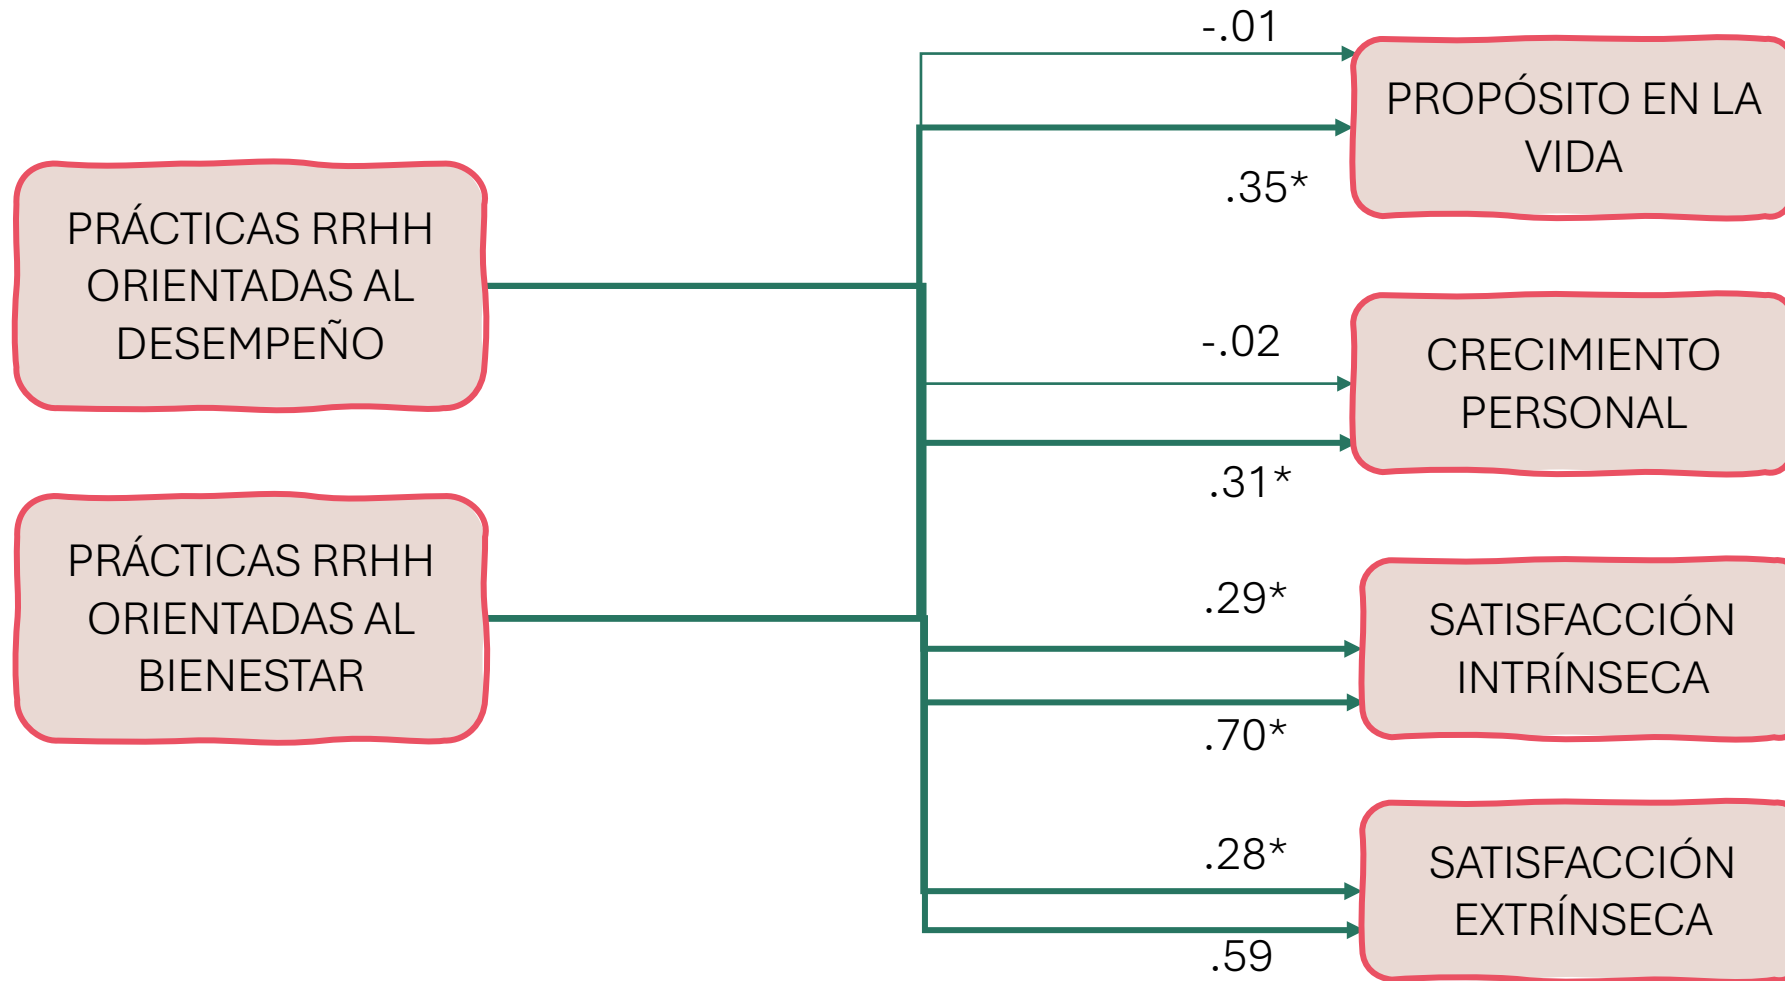 PRÁCTICAS RRHH
ORIENTADAS AL
DESEMPEÑO
PRÁCTICAS RRHH
ORIENTADAS AL
BIENESTAR
-.01
.35*
-.02
.31*
.29*
.70*
.28*
.59
PROPÓSITO EN LA
VIDA
CRECIMIENTO
PERSONAL
SATISFACCIÓN
INTRÍNSECA
SATISFACCIÓN
EXTRÍNSECA